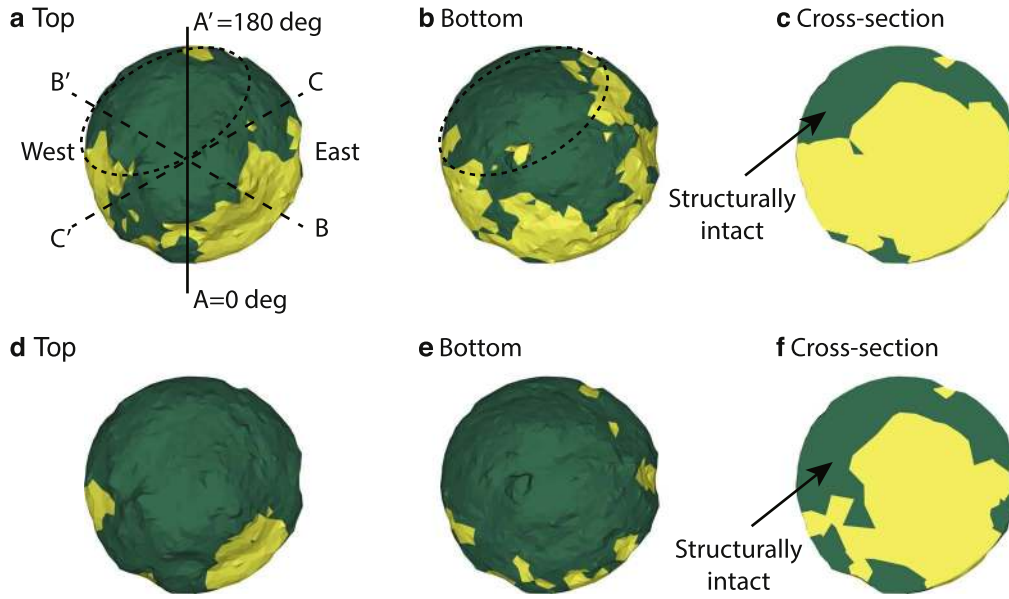 a Top
A′=180 deg
B′
C
West
East
C′
B
A=0 deg
b Bottom
c Cross-section
Structurally
intact
d Top
e Bottom
f Cross-section
Structurally
intact